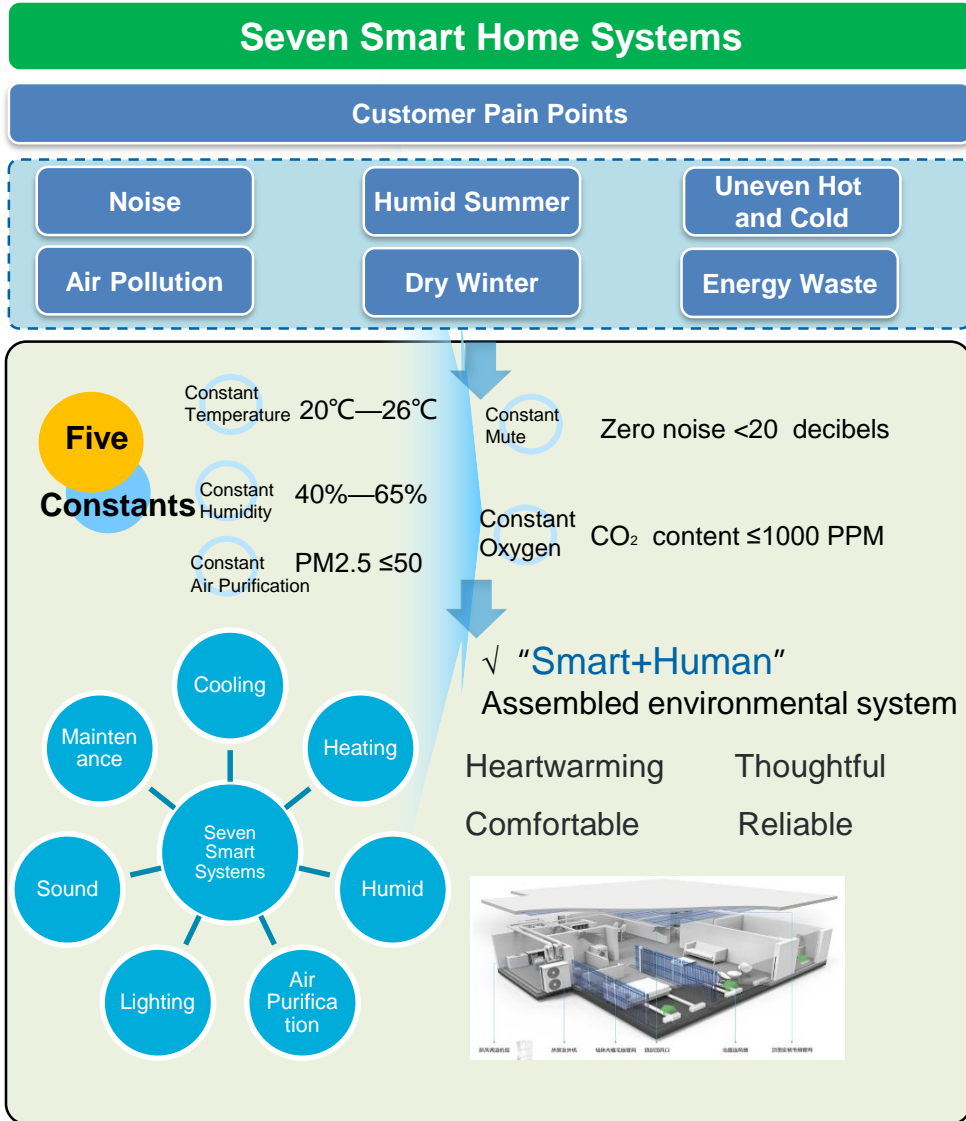 Seven Smart Home Systems
Customer Pain Points
Noise
Humid Summer
Uneven Hot
and Cold
Air Pollution
Dry Winter
Energy Waste
Five
Constants
Constant
Temperature
20℃—26℃
Constant
Humidity
40%—65%
Constant
Air Purification
PM2.5 ≤50
Constant
Mute
Zero noise <20 decibels
Constant
Oxygen
CO₂ content ≤1000 PPM
√ “Smart+Human”
Assembled environmental system
Heartwarming
Thoughtful
Comfortable
Reliable
Cooling
Heating
Humid
Air
Purifica
tion
Lighting
Sound
Mainten
ance
Seven
Smart
Systems